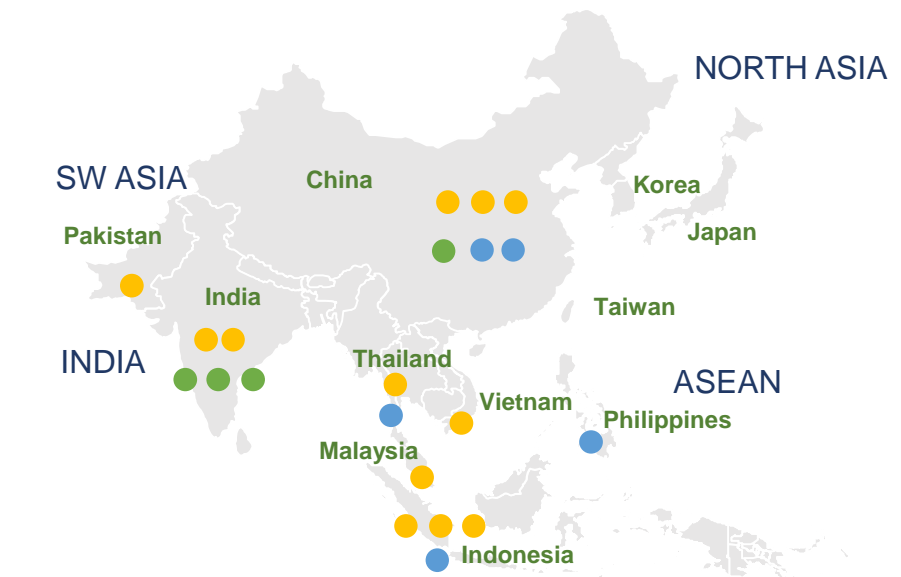 NORTH ASIA
SW ASIA
China
Korea
Pakistan
Japan
India
Taiwan
INDIA
Thailand
ASEAN
Vietnam
Philippines
Malaysia
Indonesia